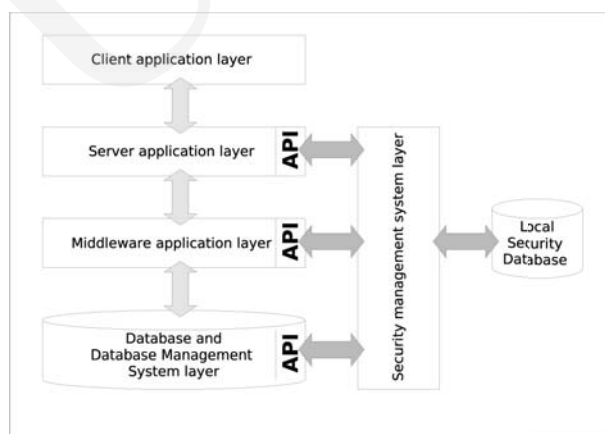 Client application layer
Server application layer
API
Middleware application layer
API
Database and
Database Management
System layer
API
Security management system layer
Local
Security
Database